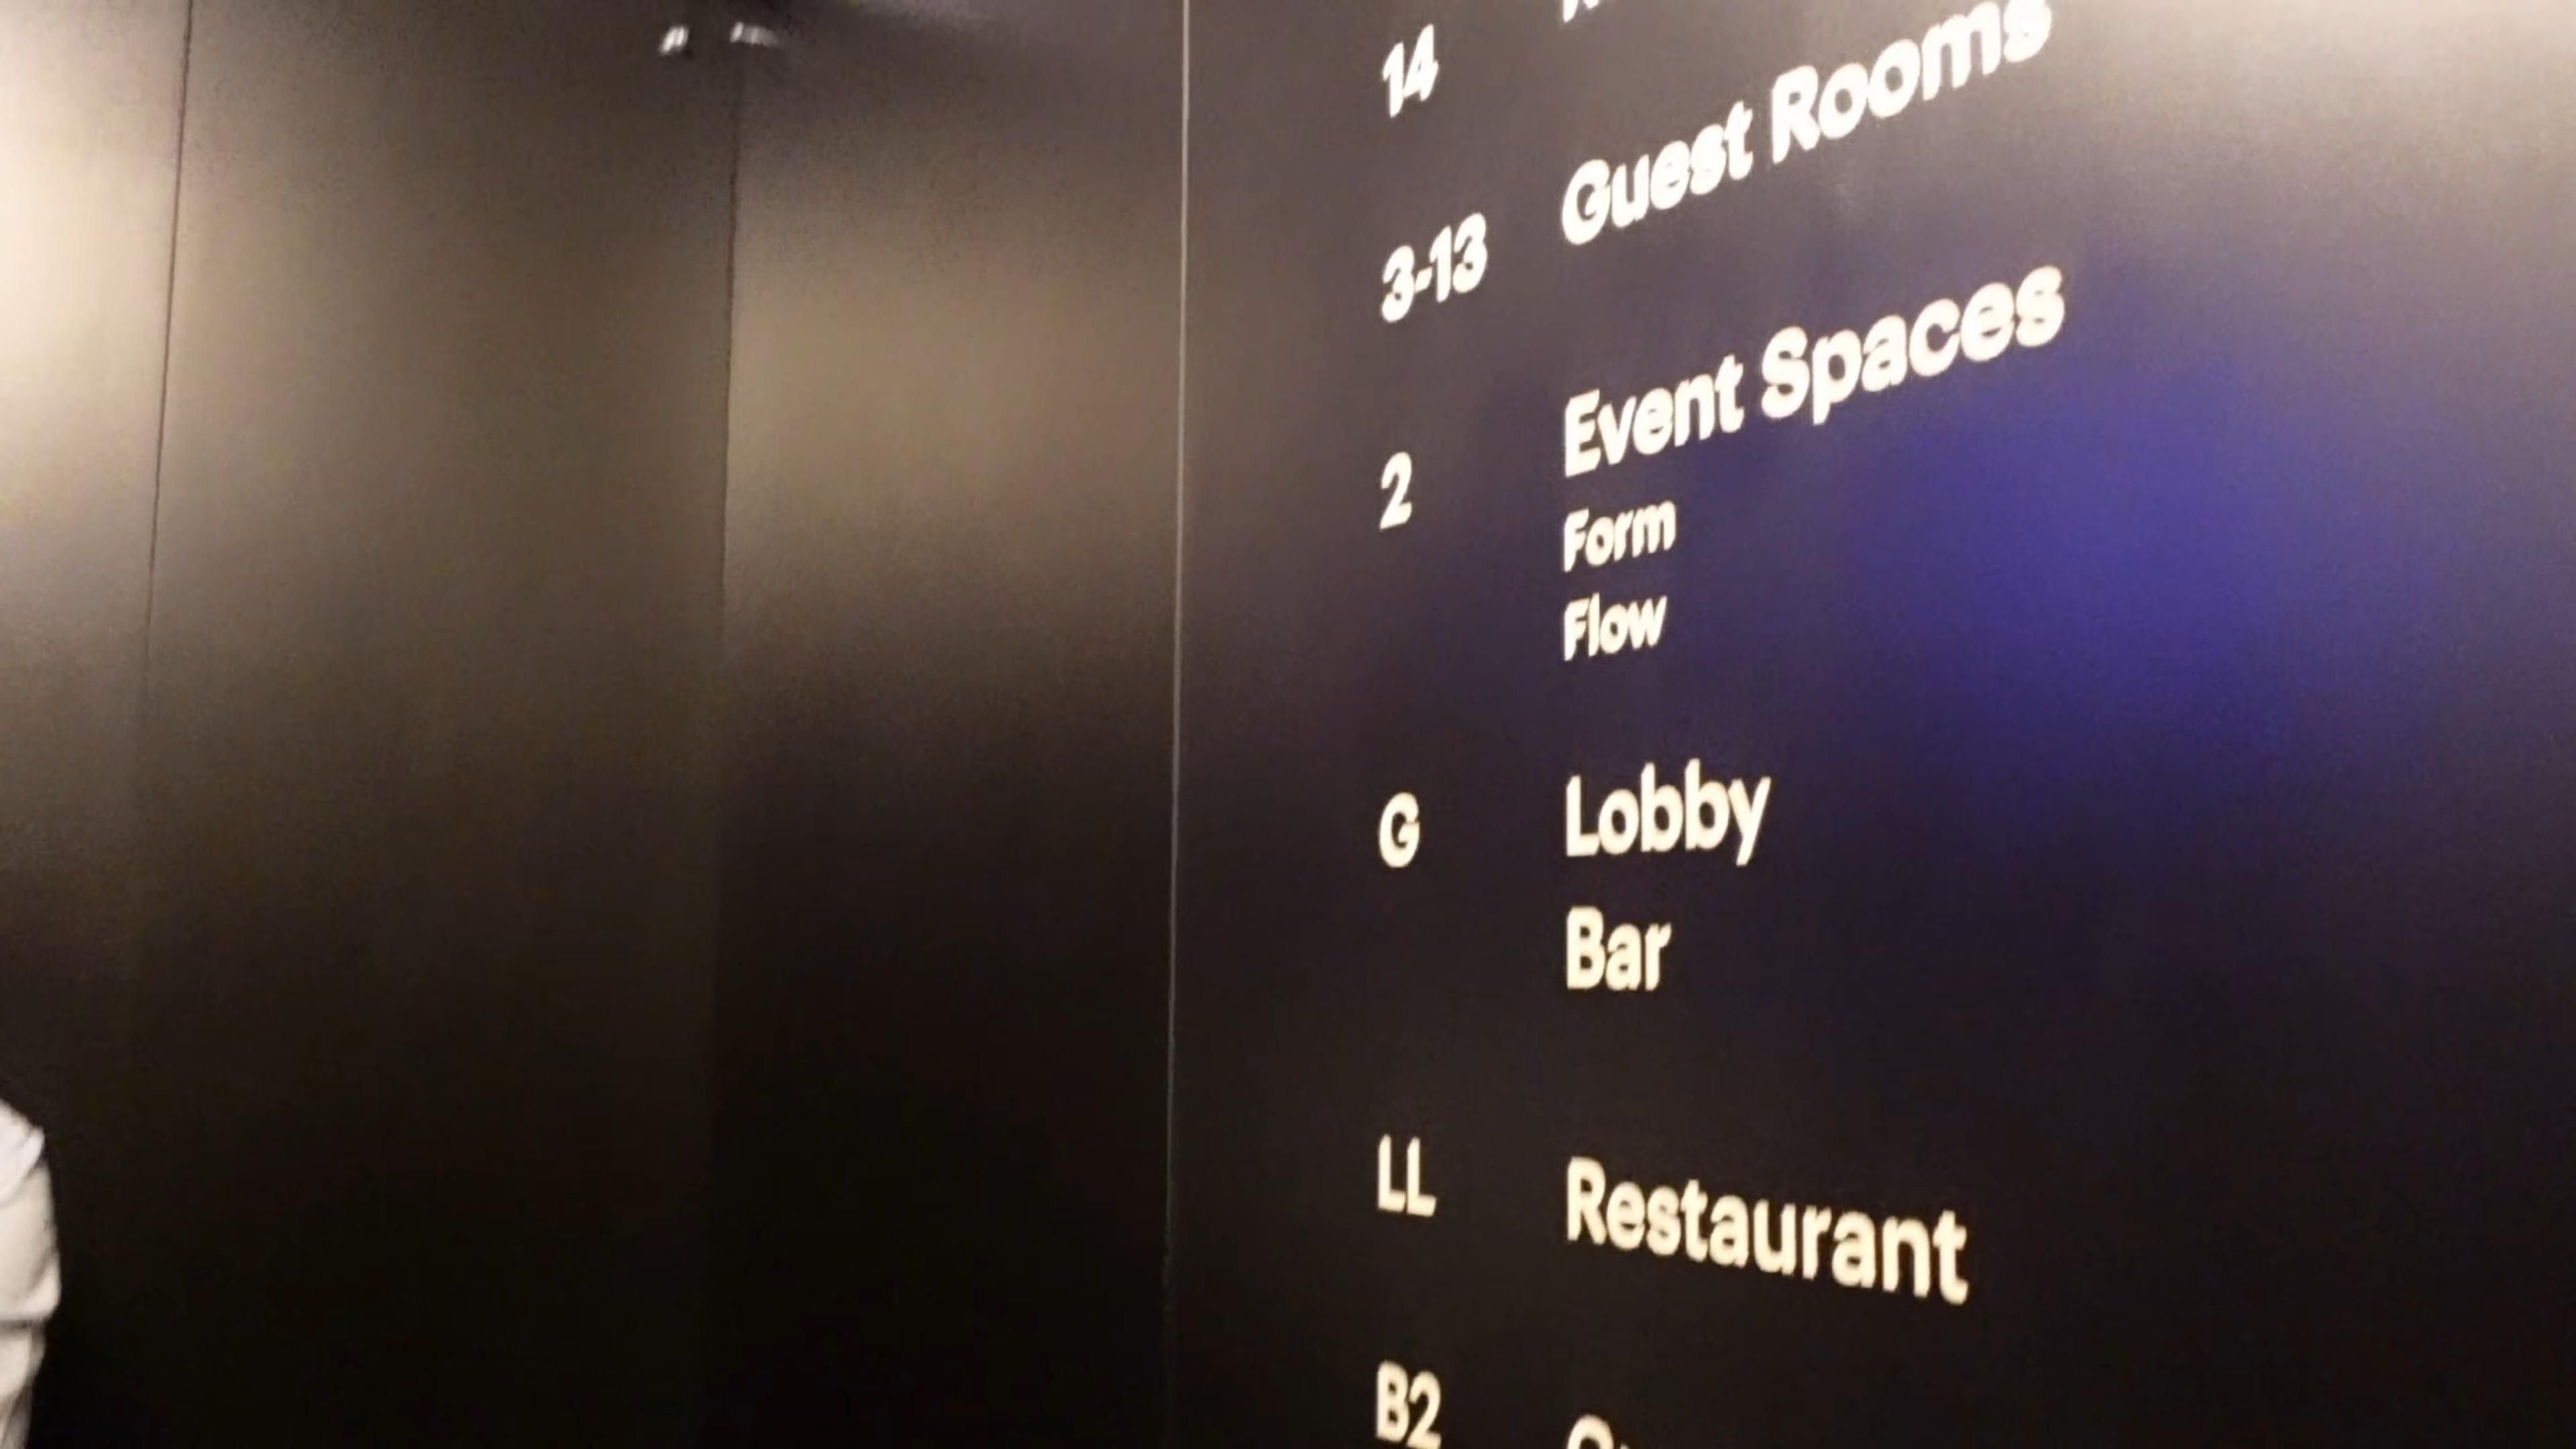 14
3-13 Guest Rooms
2 Event Spaces
Form
Flow
G Lobby
Bar
LL Restaurant
B2